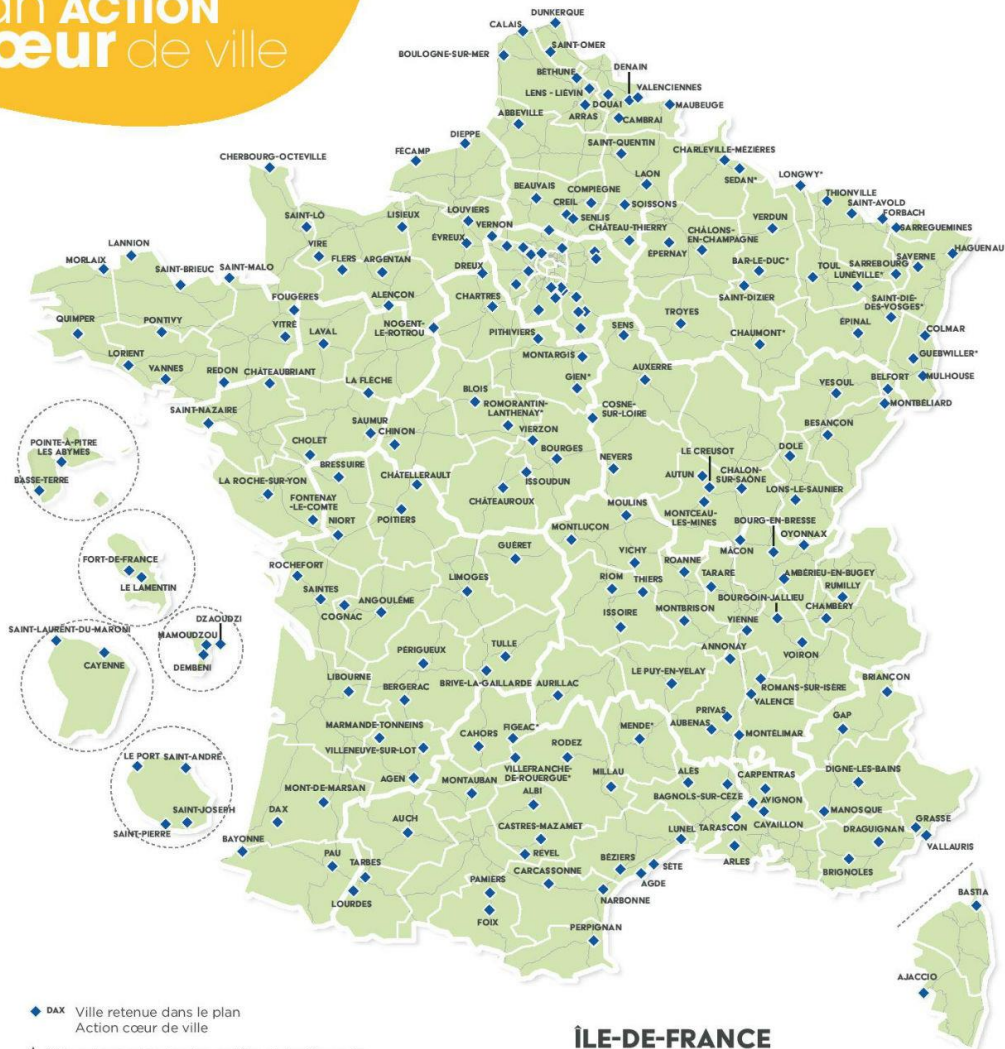 an ACTION
œur de ville
DUNKERQUE
CALAIS
SAINT-OMER
BOULOGNE-SUR-MER
DENAIN
BÉTHUNE
VALENCIENNES
LENS - LIÉVIN
DOUAI
MAUBEUGE
ABBEVILLE
ARRAS
CAMBRAI
DIEPPE
SAINT-QUENTIN
CHARLEVILLE-MÉZIÈRES
FÉCAMP
CHERBOURG-OCTEVILLE
LAON
SEDAN*
LONGWY*
BEAUVAIS
COMPIÈGNE
THIONVILLE
CREIL
SOISSONS
SAINT-AVOLD
SAINT-LÔ
LISIEUX
LOUVIERS
SENLIS
VERDUN
FORBACH
VERNON
CHÂTEAU-THIERRY
CHÂLONS-
EN-CHAMPAGNE
SARREGUEMINES
LANNION
VIRE
ÉVREUX
ÉPERNAY
SAVERNE
HAGUENAU
MORLAIX
FLERS
ARGENTAN
BAR-LE-DUC*
TOUL
SARREBOURG
SAINT-BRIEUC
SAINT-MALO
DREUX
LUNÉVILLE*
FOUGÈRES
ALENÇON
CHARTRES
SAINT-DIZIER
SAINT-DIÉ-
DES-VOSGES*
QUIMPER
PONTIVY
VITRÉ
LAVAL
NOGENT-
LE-ROTROU
PITHIVIERS
SENS
TROYES
CHAUMONT*
ÉPINAL
COLMAR
LORIENT
VANNES
REDON
CHÂTEAUBRIANT
MONTARGIS
GUEBWILLER*
LA FLÈCHE
BLOIS
GIEN*
AUXERRE
VESOUL
BELFORT
MULHOUSE
SAINT-NAZAIRE
ROMORANTIN-
LANTHENAY*
COSNE-
SUR-LOIRE
MONTBÉLIARD
SAUMUR
CHINON
VIERZON
BESANÇON
POINTE-À-PITRE
LES ABYMES
CHOLET
BOURGES
LE CREUSOT
DOLE
BRESSUIRE
NEVERS
AUTUN
CHALON-
SUR-SAÔNE
BASSE-TERRE
LA ROCHE-SUR-YON
CHÂTELLERAULT
ISSOUDUN
LONS-LE-SAUNIER
FONTENAY
-LE-COMTE
CHÂTEAUROUX
MOULINS
MONTCEAU-
LES-MINES
BOURG-EN-BRESSE
NIORT
POITIERS
MONTLUÇON
OYONNAX
FORT-DE-FRANCE
GUÉRET
VICHY
ROANNE
MÂCON
LE LAMENTIN
ROCHEFORT
LIMOGES
RIOM
THIERS
TARARE
AMBÉRIEU-EN-BUGEY
RUMILLY
SAINTES
ANGOULÊME
BOURGOIN-JALLIEU
COGNAC
ISSOIRE
MONTBRISON
CHAMBÉRY
DZAOUDZI
VIENNE
SAINT-LAURENT-DU-MARONI
MAMOUDZOU
TULLE
ANNONAY
VOIRON
CAYENNE
DEMBENI
PÉRIGUEUX
LE PUY-EN-VELAY
LIBOURNE
BERGERAC
BRIVE-LA-GAILLARDE
AURILLAC
ROMANS-SUR-ISÈRE
BRIANÇON
VALENCE
PRIVAS
MARMANDE-TONNEINS
CAHORS
FIGEAC*
MENDE*
AUBENAS
GAP
LE PORT
SAINT-ANDRÉ
VILLENEUVE-SUR-LOT
RODEZ
MONTÉLIMAR
AGEN
MONTAUBAN
VILLEFRANCHE-
DE-ROUERGUE*
MILLAU
ALÈS
CARPENTRAS
DIGNE-LES-BAINS
MONT-DE-MARSAN
ALBI
BAGNOLS-SUR-CÈZE
AVIGNON
SAINT-JOSEPH
DAX
AUCH
MANOSQUE
GRASSE
SAINT-PIERRE
CASTRES-MAZAMET
LUNEL
TARASCON
CAVAILLON
DRAGUIGNAN
VALLAURIS
BAYONNE
REVEL
PAU
TARBES
BÉZIERS
SÈTE
ARLES
BRIGNOLES
PAMIERS
CARCASSONNE
AGDE
BASTIA
LOURDES
FOIX
NARBONNE
PERPIGNAN
AJACCIO
DAX Ville retenue dans le plan
Action cœur de ville
ÎLE-DE-FRANCE